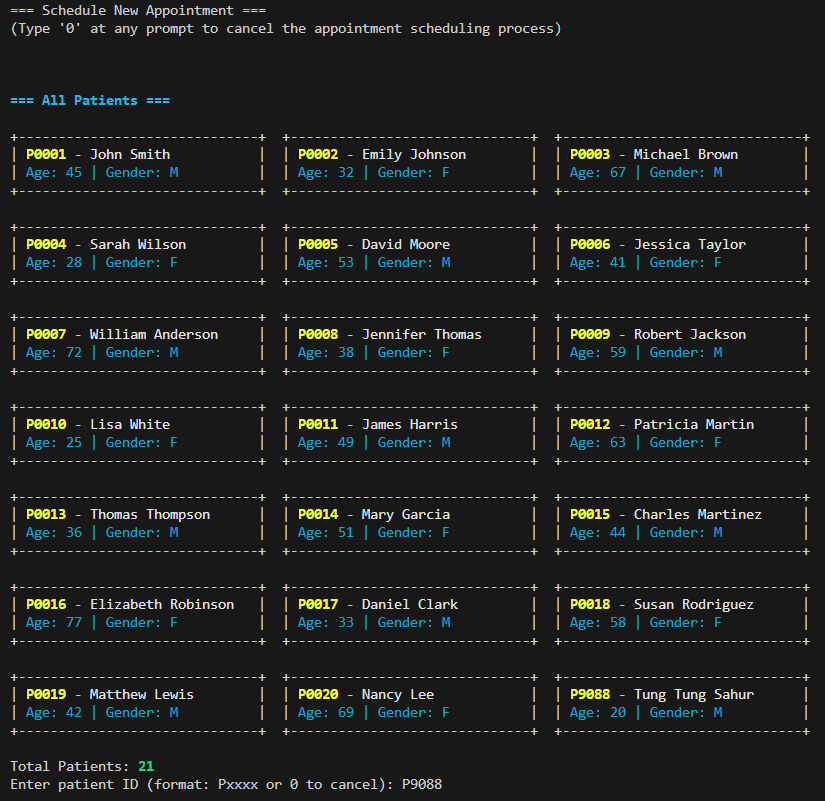 === Schedule New Appointment ===
(Type '0' at any prompt to cancel the appointment scheduling process)
=== All Patients ===
+------------------------------+  +------------------------------+  +------------------------------+
| P0001 - John Smith           |  | P0002 - Emily Johnson        |  | P0003 - Michael Brown        |
| Age: 45 | Gender: M          |  | Age: 32 | Gender: F          |  | Age: 67 | Gender: M          |
+------------------------------+  +------------------------------+  +------------------------------+
+------------------------------+  +------------------------------+  +------------------------------+
| P0004 - Sarah Wilson         |  | P0005 - David Moore          |  | P0006 - Jessica Taylor       |
| Age: 28 | Gender: F          |  | Age: 53 | Gender: M          |  | Age: 41 | Gender: F          |
+------------------------------+  +------------------------------+  +------------------------------+
+------------------------------+  +------------------------------+  +------------------------------+
| P0007 - William Anderson     |  | P0008 - Jennifer Thomas      |  | P0009 - Robert Jackson       |
| Age: 72 | Gender: M          |  | Age: 38 | Gender: F          |  | Age: 59 | Gender: M          |
+------------------------------+  +------------------------------+  +------------------------------+
+------------------------------+  +------------------------------+  +------------------------------+
| P0010 - Lisa White           |  | P0011 - James Harris         |  | P0012 - Patricia Martin      |
| Age: 25 | Gender: F          |  | Age: 49 | Gender: M          |  | Age: 63 | Gender: F          |
+------------------------------+  +------------------------------+  +------------------------------+
+------------------------------+  +------------------------------+  +------------------------------+
| P0013 - Thomas Thompson      |  | P0014 - Mary Garcia          |  | P0015 - Charles Martinez     |
| Age: 36 | Gender: M          |  | Age: 51 | Gender: F          |  | Age: 44 | Gender: M          |
+------------------------------+  +------------------------------+  +------------------------------+
+------------------------------+  +------------------------------+  +------------------------------+
| P0016 - Elizabeth Robinson   |  | P0017 - Daniel Clark         |  | P0018 - Susan Rodriguez      |
| Age: 77 | Gender: F          |  | Age: 33 | Gender: M          |  | Age: 58 | Gender: F          |
+------------------------------+  +------------------------------+  +------------------------------+
+------------------------------+  +------------------------------+  +------------------------------+
| P0019 - Matthew Lewis        |  | P0020 - Nancy Lee            |  | P9088 - Tung Tung Sahur      |
| Age: 42 | Gender: M          |  | Age: 69 | Gender: F          |  | Age: 20 | Gender: M          |
+------------------------------+  +------------------------------+  +------------------------------+
Total Patients: 21
Enter patient ID (format: Pxxxx or 0 to cancel): P9088